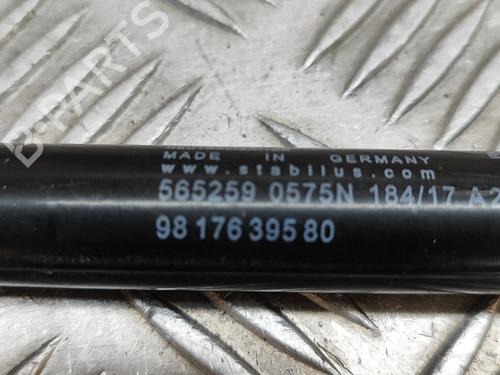 B-PARTS
MADE IN GERMANY
www.stabilus.com
565259 0575N 184/17 A2
98 176 395 80